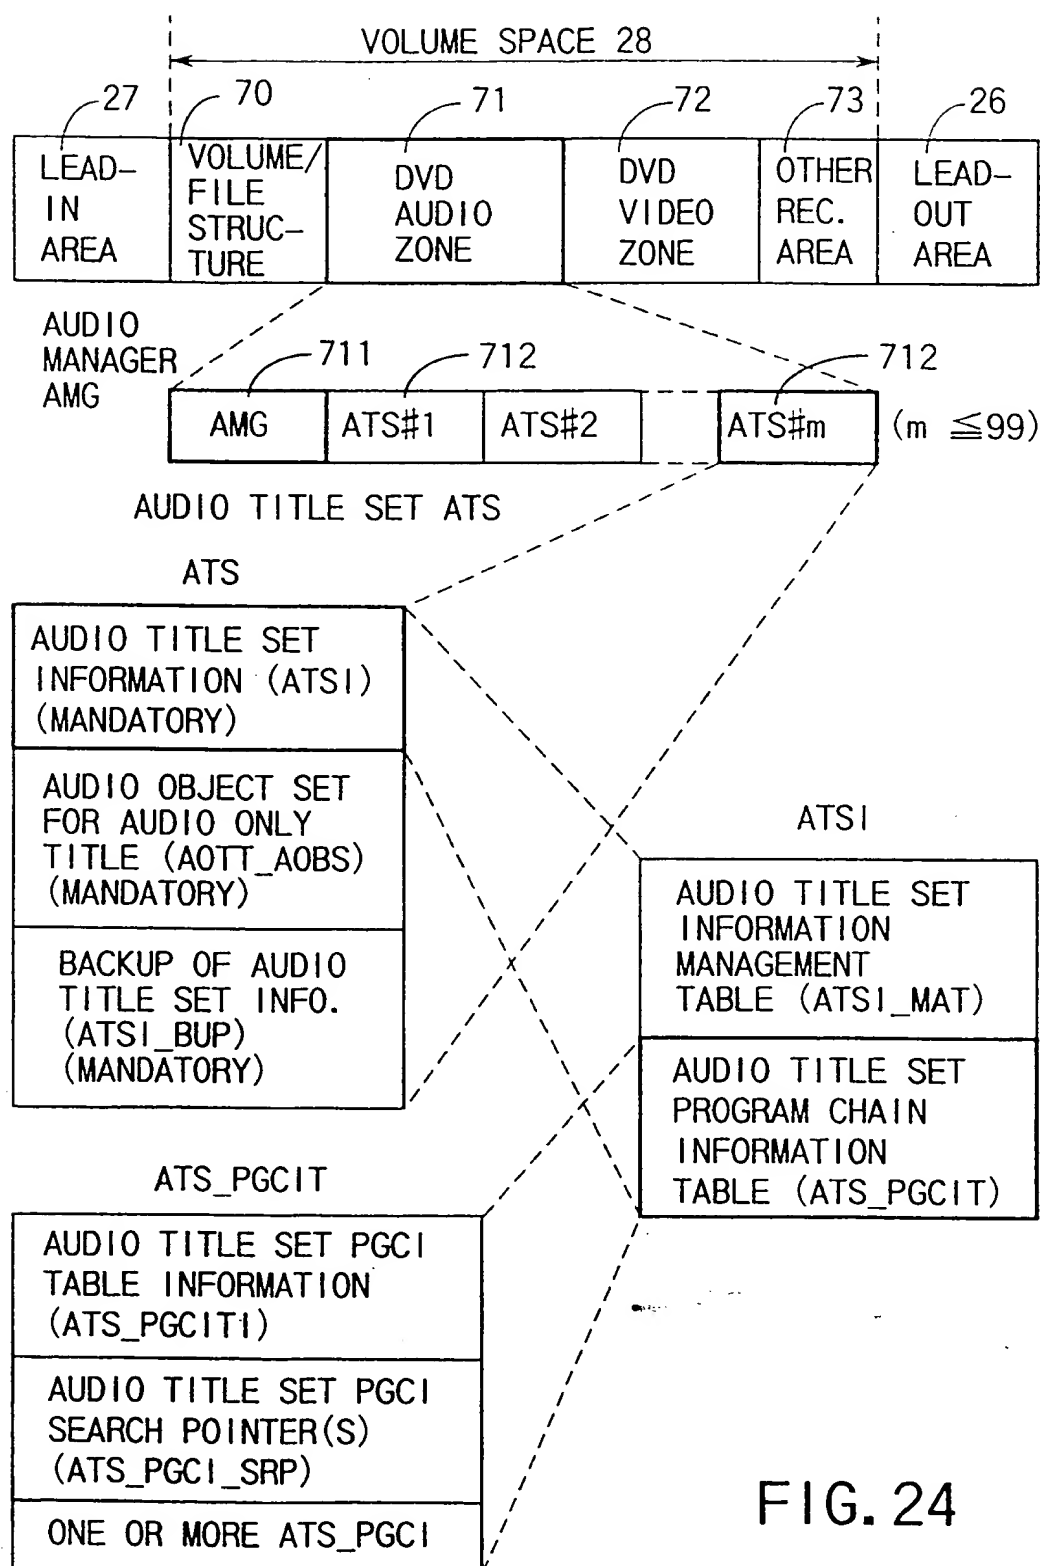 VOLUME SPACE 28
27
70
71
72
73
26
LEAD-
IN
AREA
VOLUME/
FILE
STRUC-
TURE
DVD
AUDIO
ZONE
DVD
VIDEO
ZONE
OTHER
REC.
AREA
LEAD-
OUT
AREA
AUDIO
MANAGER
AMG
711
712
712
AMG
ATS#1
ATS#2
ATS#m
(m ≦99)
AUDIO TITLE SET ATS
ATS
AUDIO TITLE SET
INFORMATION (ATSI)
(MANDATORY)
AUDIO OBJECT SET
FOR AUDIO ONLY
TITLE (AOTT_AOBS)
(MANDATORY)
BACKUP OF AUDIO
TITLE SET INFO.
(ATSI_BUP)
(MANDATORY)
ATSI
AUDIO TITLE SET
INFORMATION
MANAGEMENT
TABLE (ATSI_MAT)
AUDIO TITLE SET
PROGRAM CHAIN
INFORMATION
TABLE (ATS_PGCIT)
ATS_PGCIT
AUDIO TITLE SET PGCI
TABLE INFORMATION
(ATS_PGCITI)
AUDIO TITLE SET PGCI
SEARCH POINTER(S)
(ATS_PGCI_SRP)
ONE OR MORE ATS_PGCI
FIG. 24